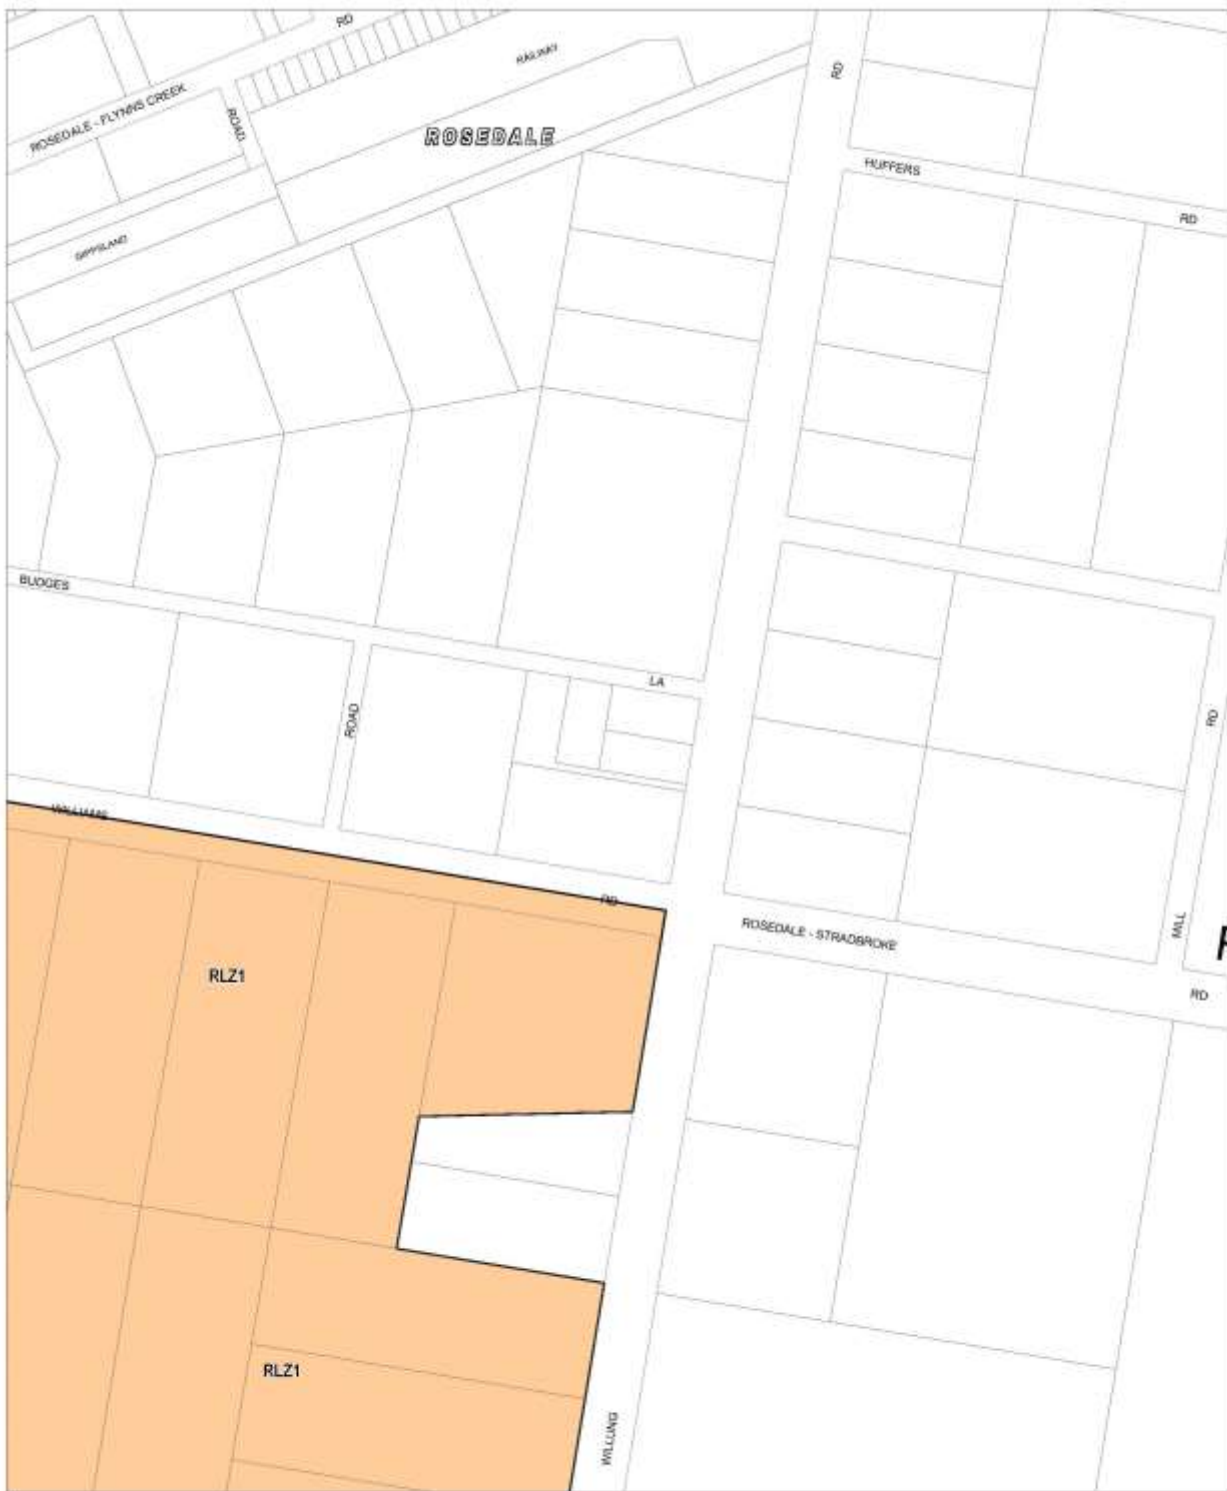 RD
RAILWAY
RD
ROSEDALE - FLYNNS CREEK
ROAD
ROSEDALE
HUFFERS
RD
GIPPSLAND
BUDGES
LA
ROAD
RD
WILLIAMS
RD
ROSEDALE - STRADBROKE
MILL
RD
RLZ1
RLZ1
WILLUNG